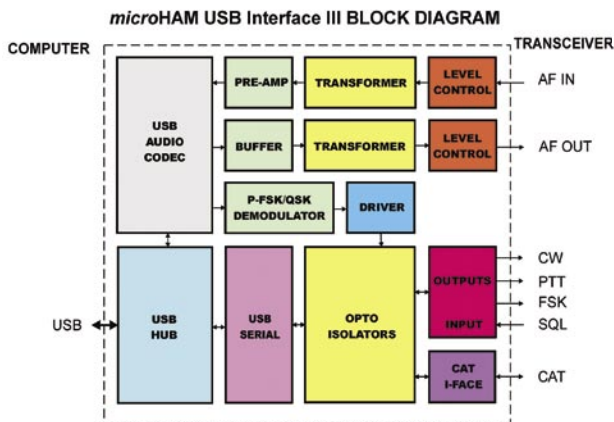 microHAM USB Interface III BLOCK DIAGRAM
COMPUTER
TRANSCEIVER
USB
AUDIO
CODEC
PRE-AMP
TRANSFORMER
LEVEL
CONTROL
AF IN
BUFFER
TRANSFORMER
LEVEL
CONTROL
AF OUT
P-FSK/QSK
DEMODULATOR
DRIVER
USB
USB
HUB
USB
SERIAL
OPTO
ISOLATORS
OUTPUTS
INPUT
CW
PTT
FSK
SQL
CAT
I-FACE
CAT